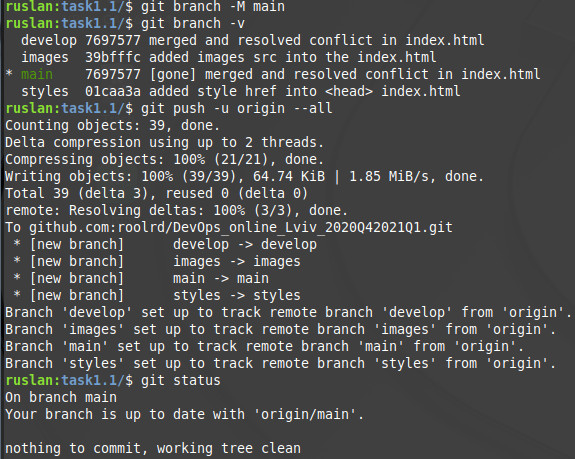 ruslan:task1.1/$ git branch -M main
ruslan:task1.1/$ git branch -v
  develop 7697577 merged and resolved conflict in index.html
  images  39bfffc added images src into the index.html
* main    7697577 [gone] merged and resolved conflict in index.html
  styles  01caa3a added style href into <head> index.html
ruslan:task1.1/$ git push -u origin --all
Counting objects: 39, done.
Delta compression using up to 2 threads.
Compressing objects: 100% (21/21), done.
Writing objects: 100% (39/39), 64.74 KiB | 1.85 MiB/s, done.
Total 39 (delta 3), reused 0 (delta 0)
remote: Resolving deltas: 100% (3/3), done.
To github.com:roolrd/DevOps_online_Lviv_2020Q42021Q1.git
 * [new branch]      develop -> develop
 * [new branch]      images -> images
 * [new branch]      main -> main
 * [new branch]      styles -> styles
Branch 'develop' set up to track remote branch 'develop' from 'origin'.
Branch 'images' set up to track remote branch 'images' from 'origin'.
Branch 'main' set up to track remote branch 'main' from 'origin'.
Branch 'styles' set up to track remote branch 'styles' from 'origin'.
ruslan:task1.1/$ git status
On branch main
Your branch is up to date with 'origin/main'.

nothing to commit, working tree clean